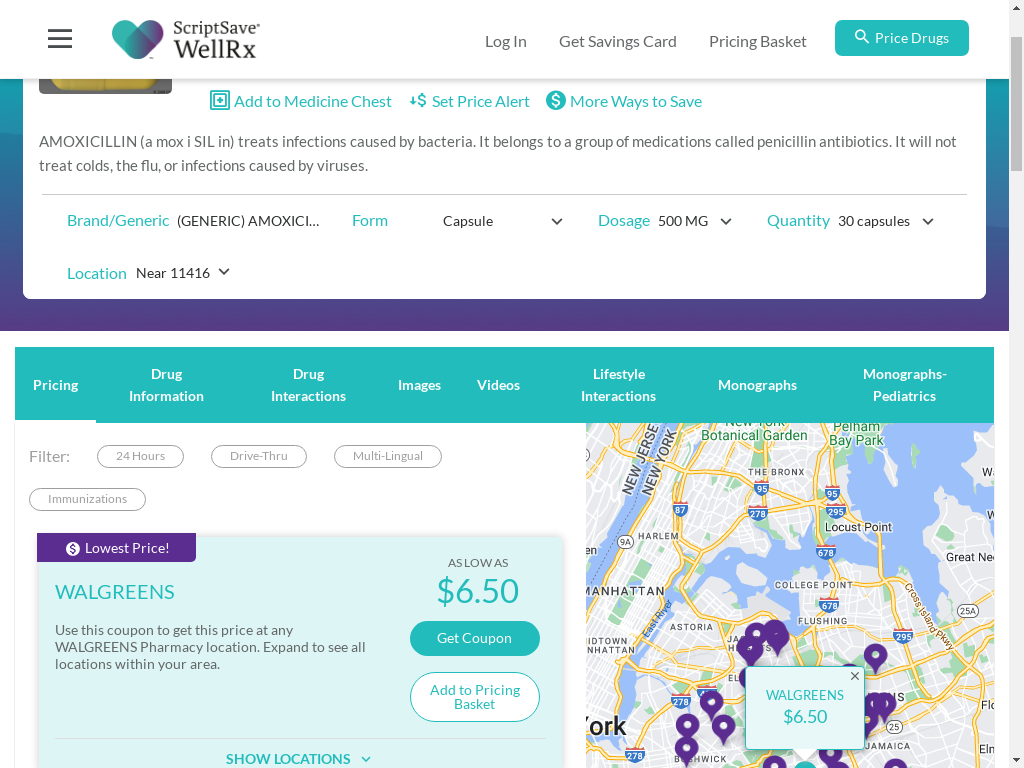 ScriptSave®
WellRx™
Log In
Get Savings Card
Pricing Basket
Price Drugs
Add to Medicine Chest
Set Price Alert
More Ways to Save
AMOXICILLIN (a mox i SIL in) treats infections caused by bacteria. It belongs to a group of medications called penicillin antibiotics. It will not
treat colds, the flu, or infections caused by viruses.
Brand/Generic (GENERIC) AMOXICI...
Form Capsule
Dosage 500 MG
Quantity 30 capsules
Location Near 11416
Pricing
Drug
Information
Drug
Interactions
Images
Videos
Lifestyle
Interactions
Monographs
Monographs-
Pediatrics
Filter:
24 Hours
Drive-Thru
Multi-Lingual
Immunizations
Lowest Price!
WALGREENS
Use this coupon to get this price at any
WALGREENS Pharmacy location. Expand to see all
locations within your area.
AS LOW AS
$6.50
Get Coupon
Add to Pricing
Basket
SHOW LOCATIONS
New York
Botanical Garden
Pelham
Bay Park
NEW JERSEY
NEW YORK
THE BRONX
95
95
87
278
295
Locust Point
9A
HARLEM
678
Great Ne
MANHATTAN
COLLEGE POINT
678
East River
FLUSHING
Cross Island Pkwy
25A
ASTORIA
295
MIDTOWN
MANHATTAN
278
278
WALGREENS
$6.50
25
JAMAICA
278
BUSHWICK
Elm